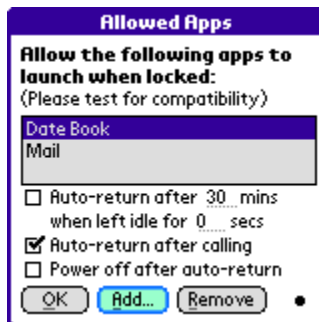 Allowed Apps
Allow the following apps to
launch when locked:
(Please test for compatibility)
Date Book
Mail
Auto-return after 30 mins
when left idle for 0 secs
Auto-return after calling
Power off after auto-return
OK Add... Remove